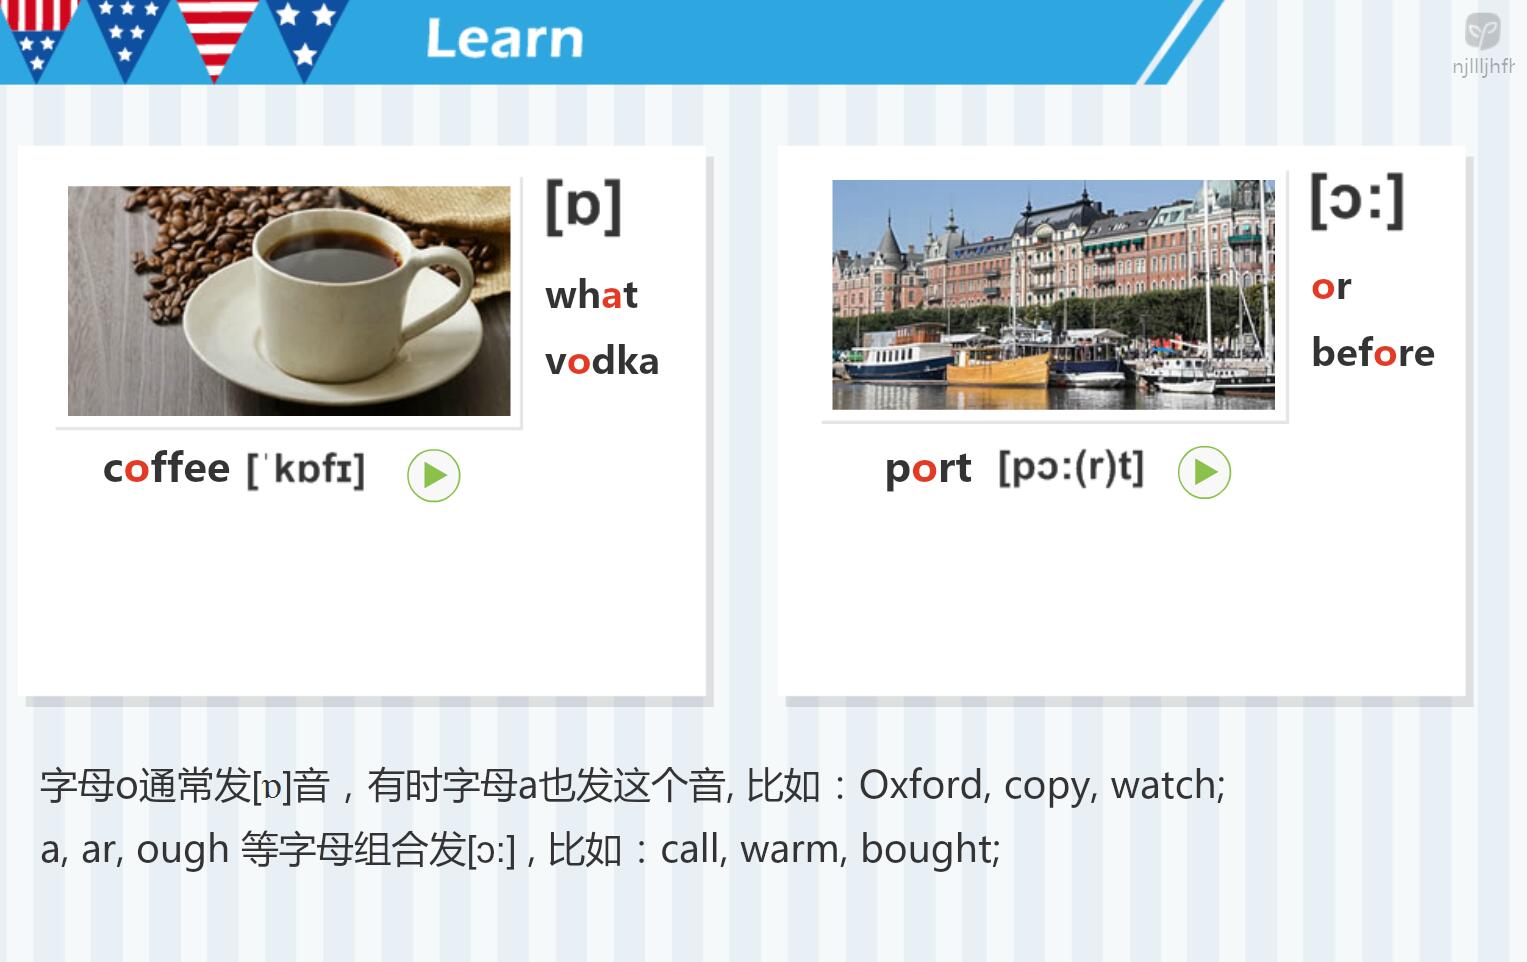 Learn
njllljhfh
[ɒ]
what
vodka
coffee [ˈkɒfɪ]
[ɔ:]
or
before
port [pɔ:(r)t]
字母o通常发[ɒ]音，有时字母a也发这个音, 比如：Oxford, copy, watch;
a, ar, ough 等字母组合发[ɔ:]，比如：call, warm, bought;